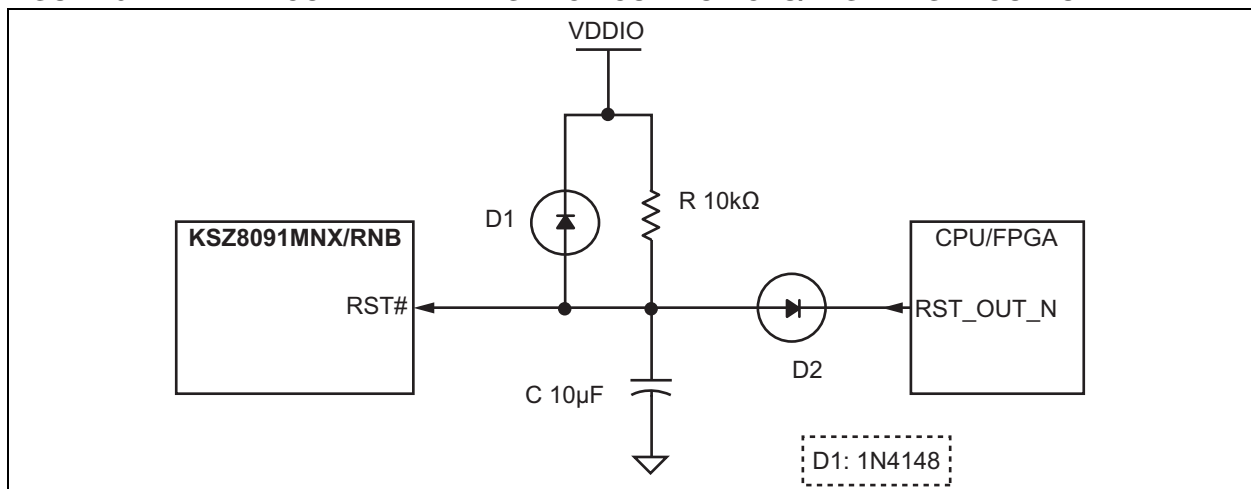 VDDIO
D1
R 10kΩ
KSZ8091MNX/RNB
CPU/FPGA
RST#
RST_OUT_N
D2
C 10µF
D1: 1N4148